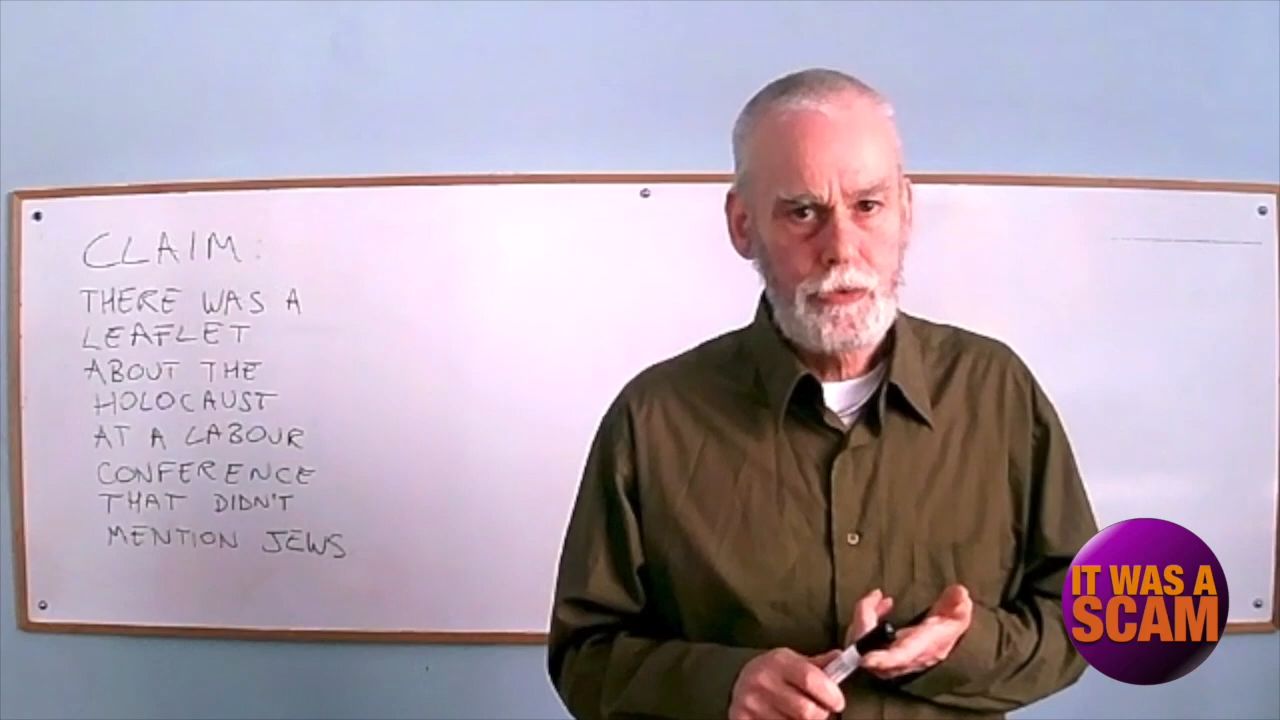 CLAIM:
THERE WAS A
LEAFLET
ABOUT THE
HOLOCAUST
AT A LABOUR
CONFERENCE
THAT DIDN'T
MENTION JEWS
IT WAS A
SCAM